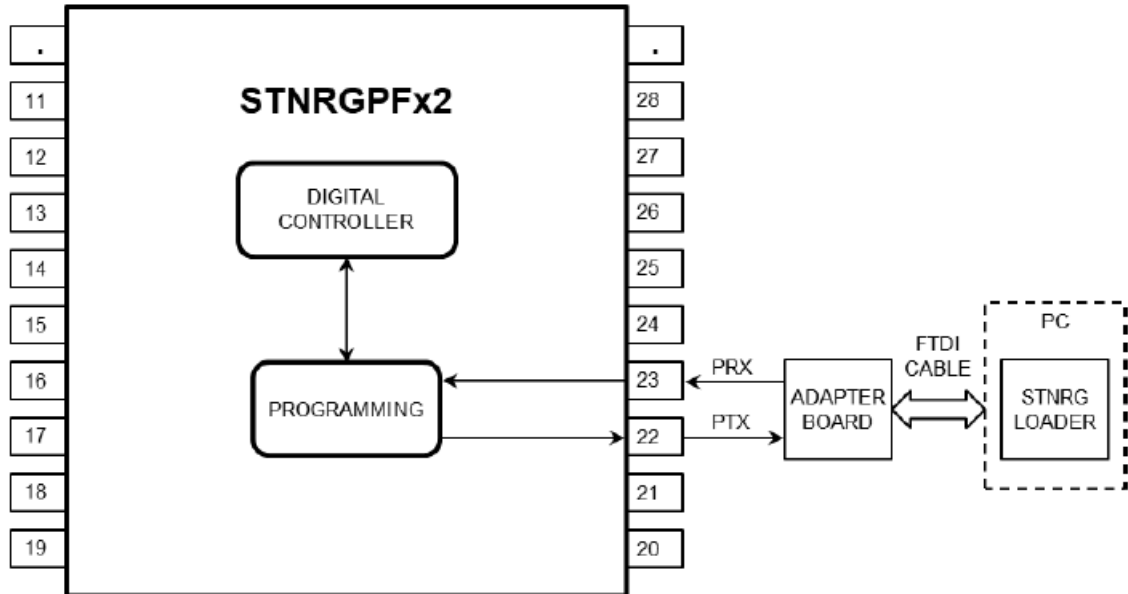 . .
11 STNRGPFx2 28
12 27
DIGITAL
CONTROLLER
13 26
14 25
15 24
16 23 PRX
PROGRAMMING
17 22 PTX
ADAPTER
BOARD
FTDI
CABLE
PC
STNRG
LOADER
18 21
19 20